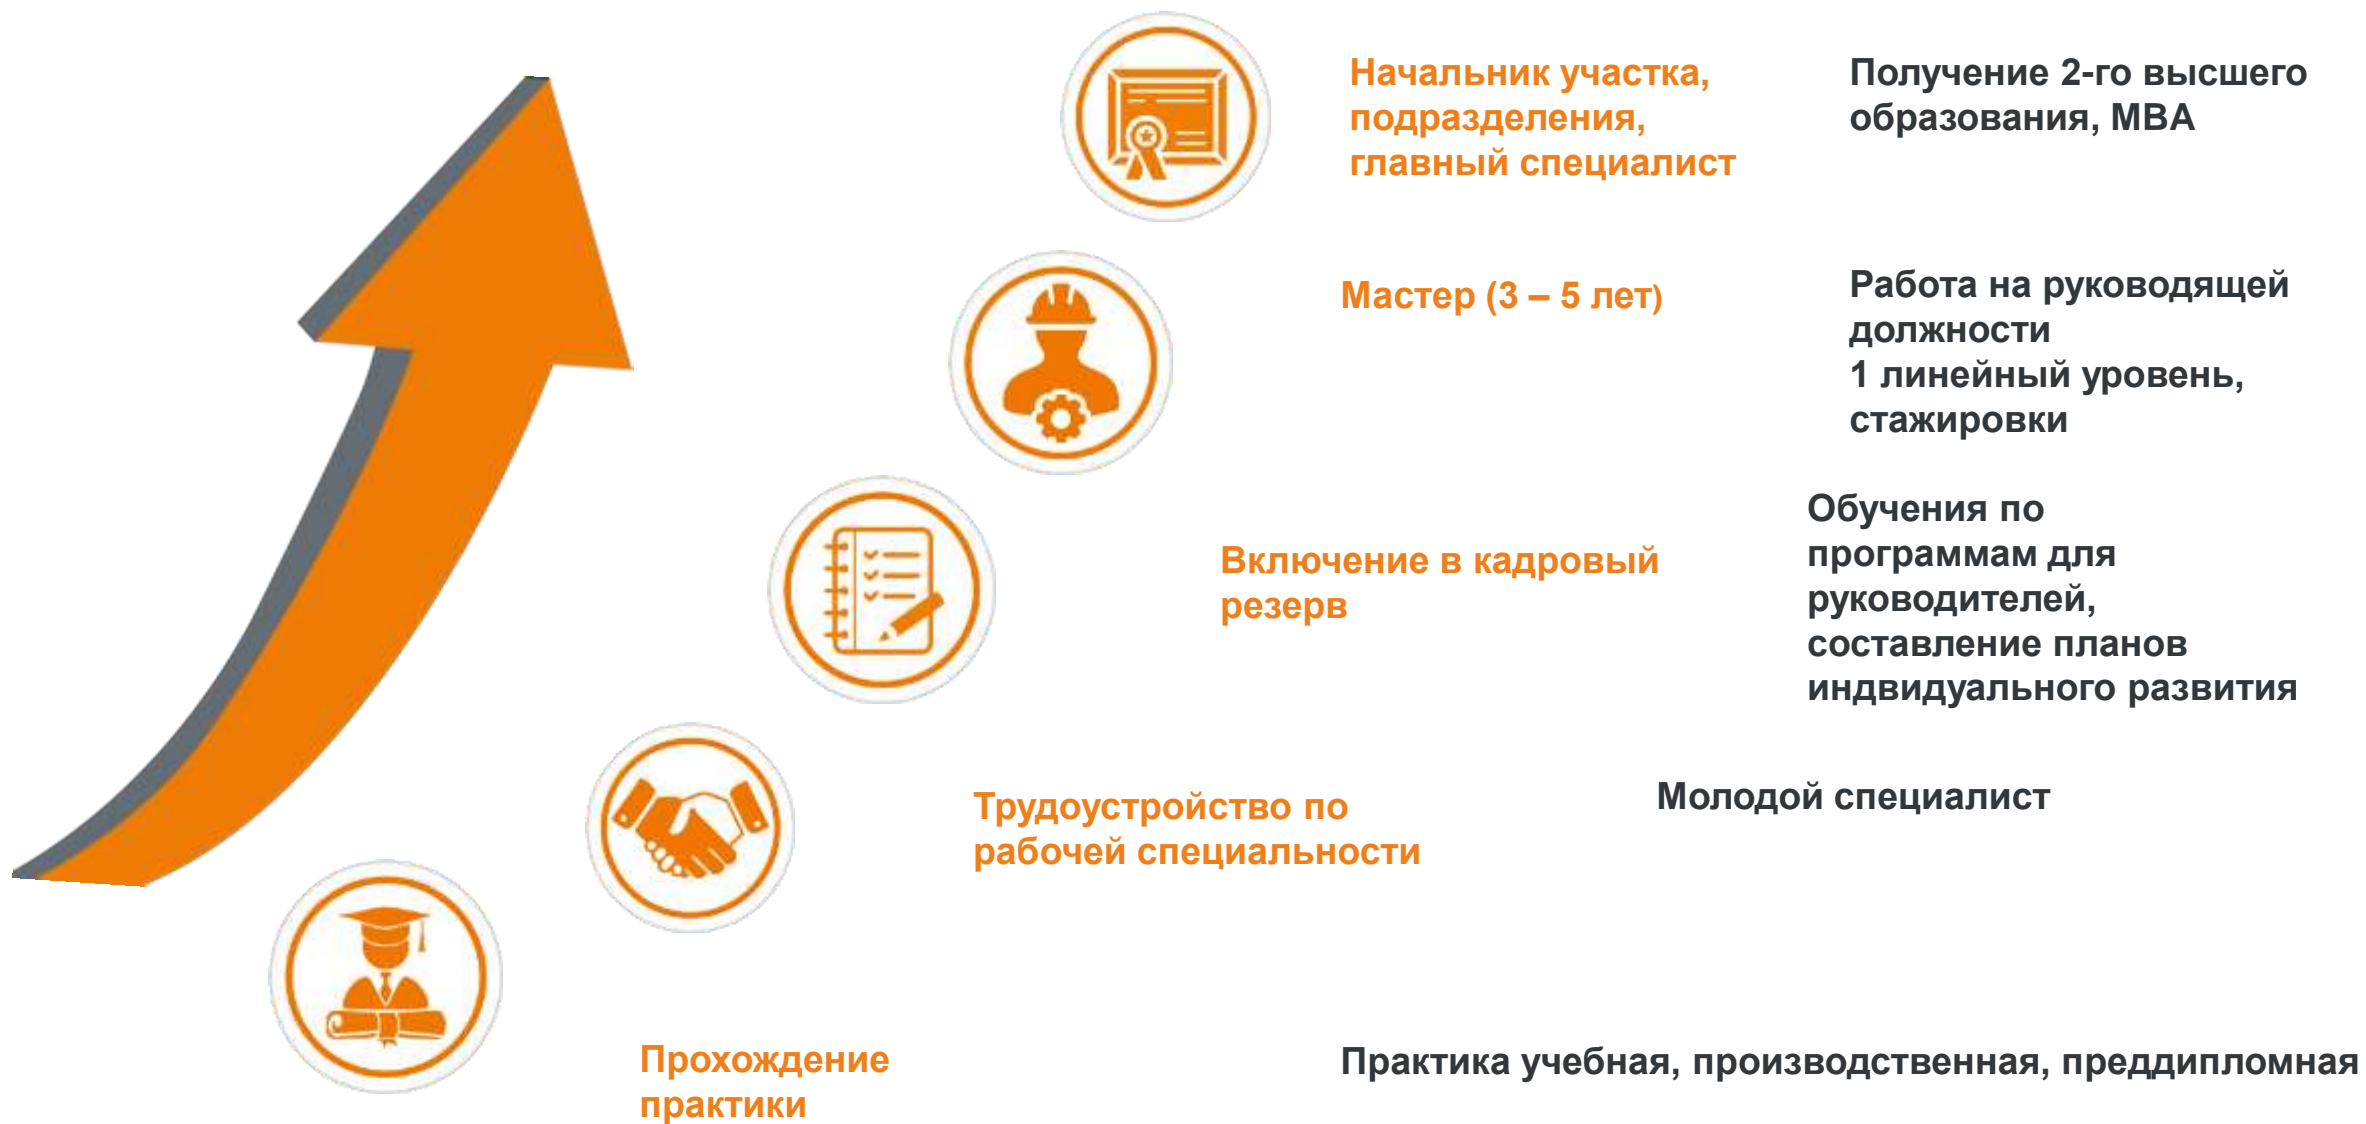 Начальник участка,
подразделения,
главный специалист
Получение 2-го высшего
образования, МВА
Мастер (3 – 5 лет)
Работа на руководящей
должности
1 линейный уровень,
стажировки
Включение в кадровый
резерв
Обучения по
программам для
руководителей,
составление планов
индвидуального развития
Трудоустройство по
рабочей специальности
Молодой специалист
Прохождение
практики
Практика учебная, производственная, преддипломная